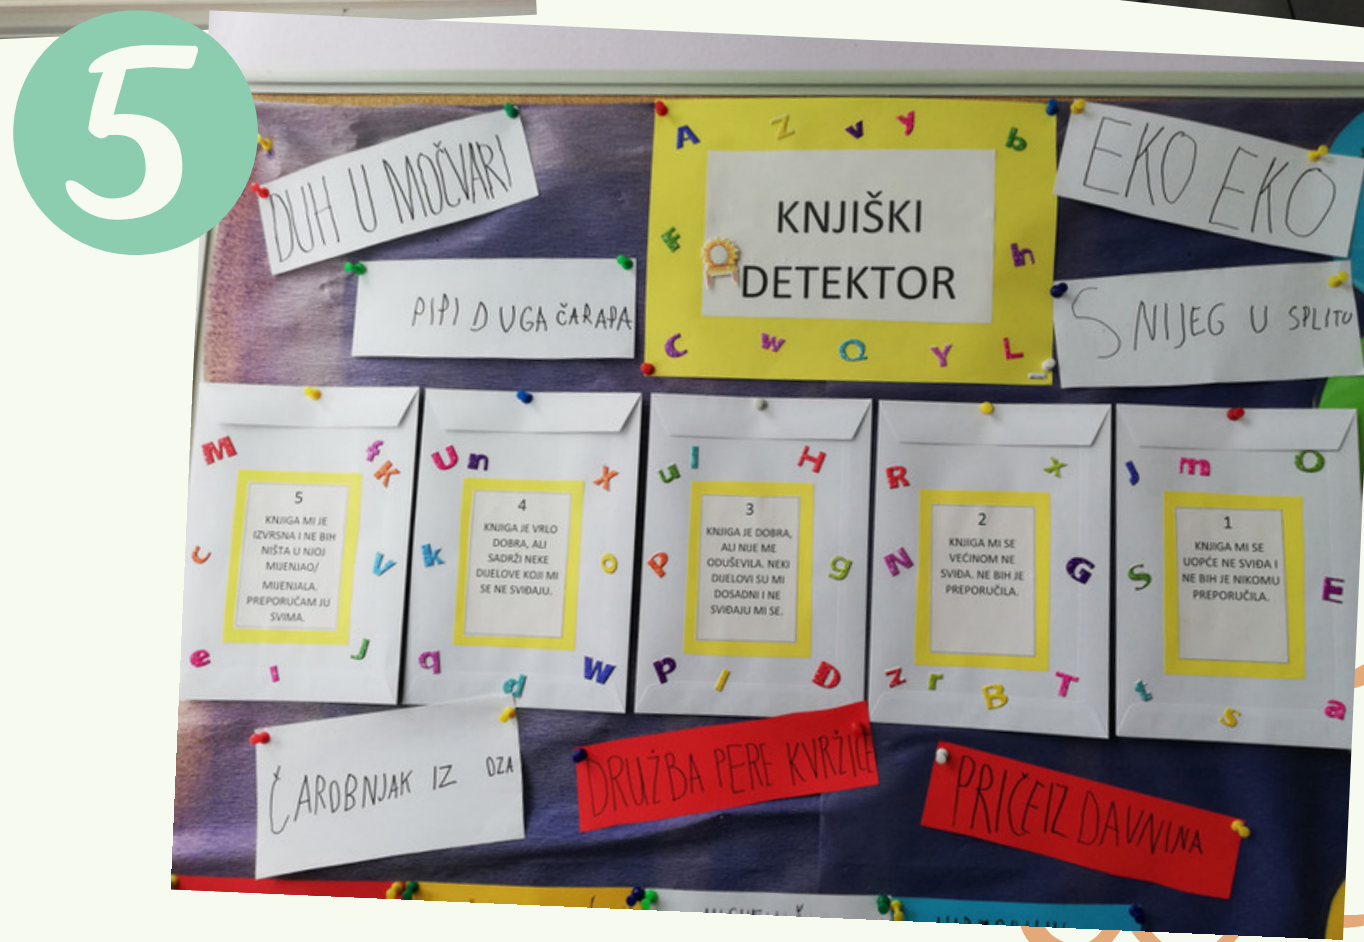 5
DUH U MOČVARI
PIPI DUGA ČARAPA
KNJIŠKI
DETEKTOR
EKO EKO
SNIJEG U SPLITU
5
KNJIGA MI JE
IZVRSNA I NE BIH
NIŠTA U NJOJ
MIJENJAO/
MIJENJALA.
PREPORUČAM JU
SVIMA.
4
KNJIGA JE VRLO
DOBRA, ALI
SADRŽI NEKE
DIJELOVE KOJI MI
SE NE SVIĐAJU.
3
KNJIGA JE DOBRA,
ALI NIJE ME
ODUŠEVILA. NEKI
DIJELOVI SU MI
DOSADNI I NE
SVIĐAJU MI SE.
2
KNJIGA MI SE
VEĆINOM NE
SVIĐA. NE BIH JE
PREPORUČILA.
1
KNJIGA MI SE
UOPĆE NE SVIĐA I
NE BIH JE NIKOMU
PREPORUČILA.
ČAROBNJAK IZ OZA
DRUŽBA PERE KVRŽICE
PRIČE IZ DAVNINA